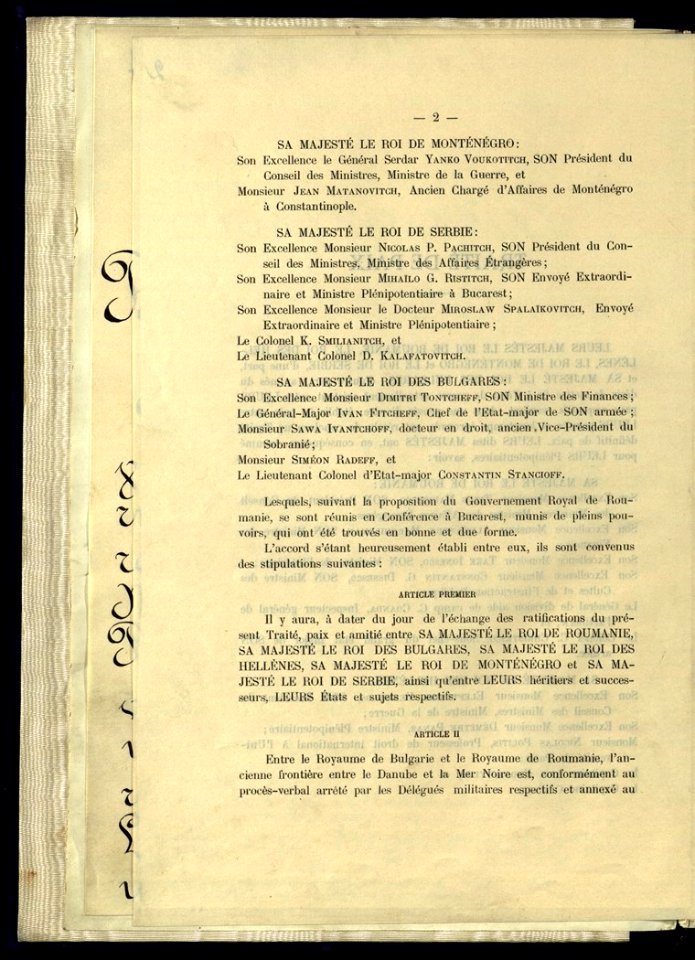 — 2 —
SA MAJESTÉ LE ROI DE MONTÉNÉGRO:
Son Excellence le Général Serdar YANKO VOUKOTITCH, SON Président du
Conseil des Ministres, Ministre de la Guerre, et
Monsieur JEAN MATANOVITCH, Ancien Chargé d'Affaires de Monténégro
à Constantinople.
SA MAJESTÉ LE ROI DE SERBIE:
Son Excellence Monsieur NICOLAS P. PACHITCH, SON Président du Con-
seil des Ministres, Ministre des Affaires Étrangères;
Son Excellence Monsieur MIHAILO G. RISTITCH, SON Envoyé Extraordi-
naire et Ministre Plénipotentiaire à Bucarest;
Son Excellence Monsieur le Docteur MIROSLAW SPALAIKOVITCH, Envoyé
Extraordinaire et Ministre Plénipotentiaire;
Le Colonel K. SMILIANITCH, et
Le Lieutenant Colonel D. KALAFATOVITCH.
SA MAJESTÉ LE ROI DES BULGARES:
Son Excellence Monsieur DIMITRI TONTCHEFF, SON Ministre des Finances;
Le Général-Major IVAN FITCHEFF, Chef de l'Etat-major de SON armée;
Monsieur SAWA IVANTCHOFF, docteur en droit, ancien Vice-Président du
Sobranié;
Monsieur SIMÉON RADEFF, et
Le Lieutenant Colonel d'Etat-major CONSTANTIN STANCIOFF.
Lesquels, suivant la proposition du Gouvernement Royal de Rou-
manie, se sont réunis en Conférence à Bucarest, munis de pleins pou-
voirs, qui ont été trouvés en bonne et due forme.
L'accord s'étant heureusement établi entre eux, ils sont convenus
des stipulations suivantes:
ARTICLE PREMIER
Il y aura, à dater du jour de l'échange des ratifications du pré-
sent Traité, paix et amitié entre SA MAJESTÉ LE ROI DE ROUMANIE,
SA MAJESTÉ LE ROI DES BULGARES, SA MAJESTÉ LE ROI DES
HELLÈNES, SA MAJESTÉ LE ROI DE MONTÉNÉGRO et SA MA-
JESTÉ LE ROI DE SERBIE, ainsi qu'entre LEURS héritiers et succes-
seurs, LEURS États et sujets respectifs.
ARTICLE II
Entre le Royaume de Bulgarie et le Royaume de Roumanie, l'an-
cienne frontière entre le Danube et la Mer Noire est, conformément au
procès-verbal arrêté par les Délégués militaires respectifs et annexé au